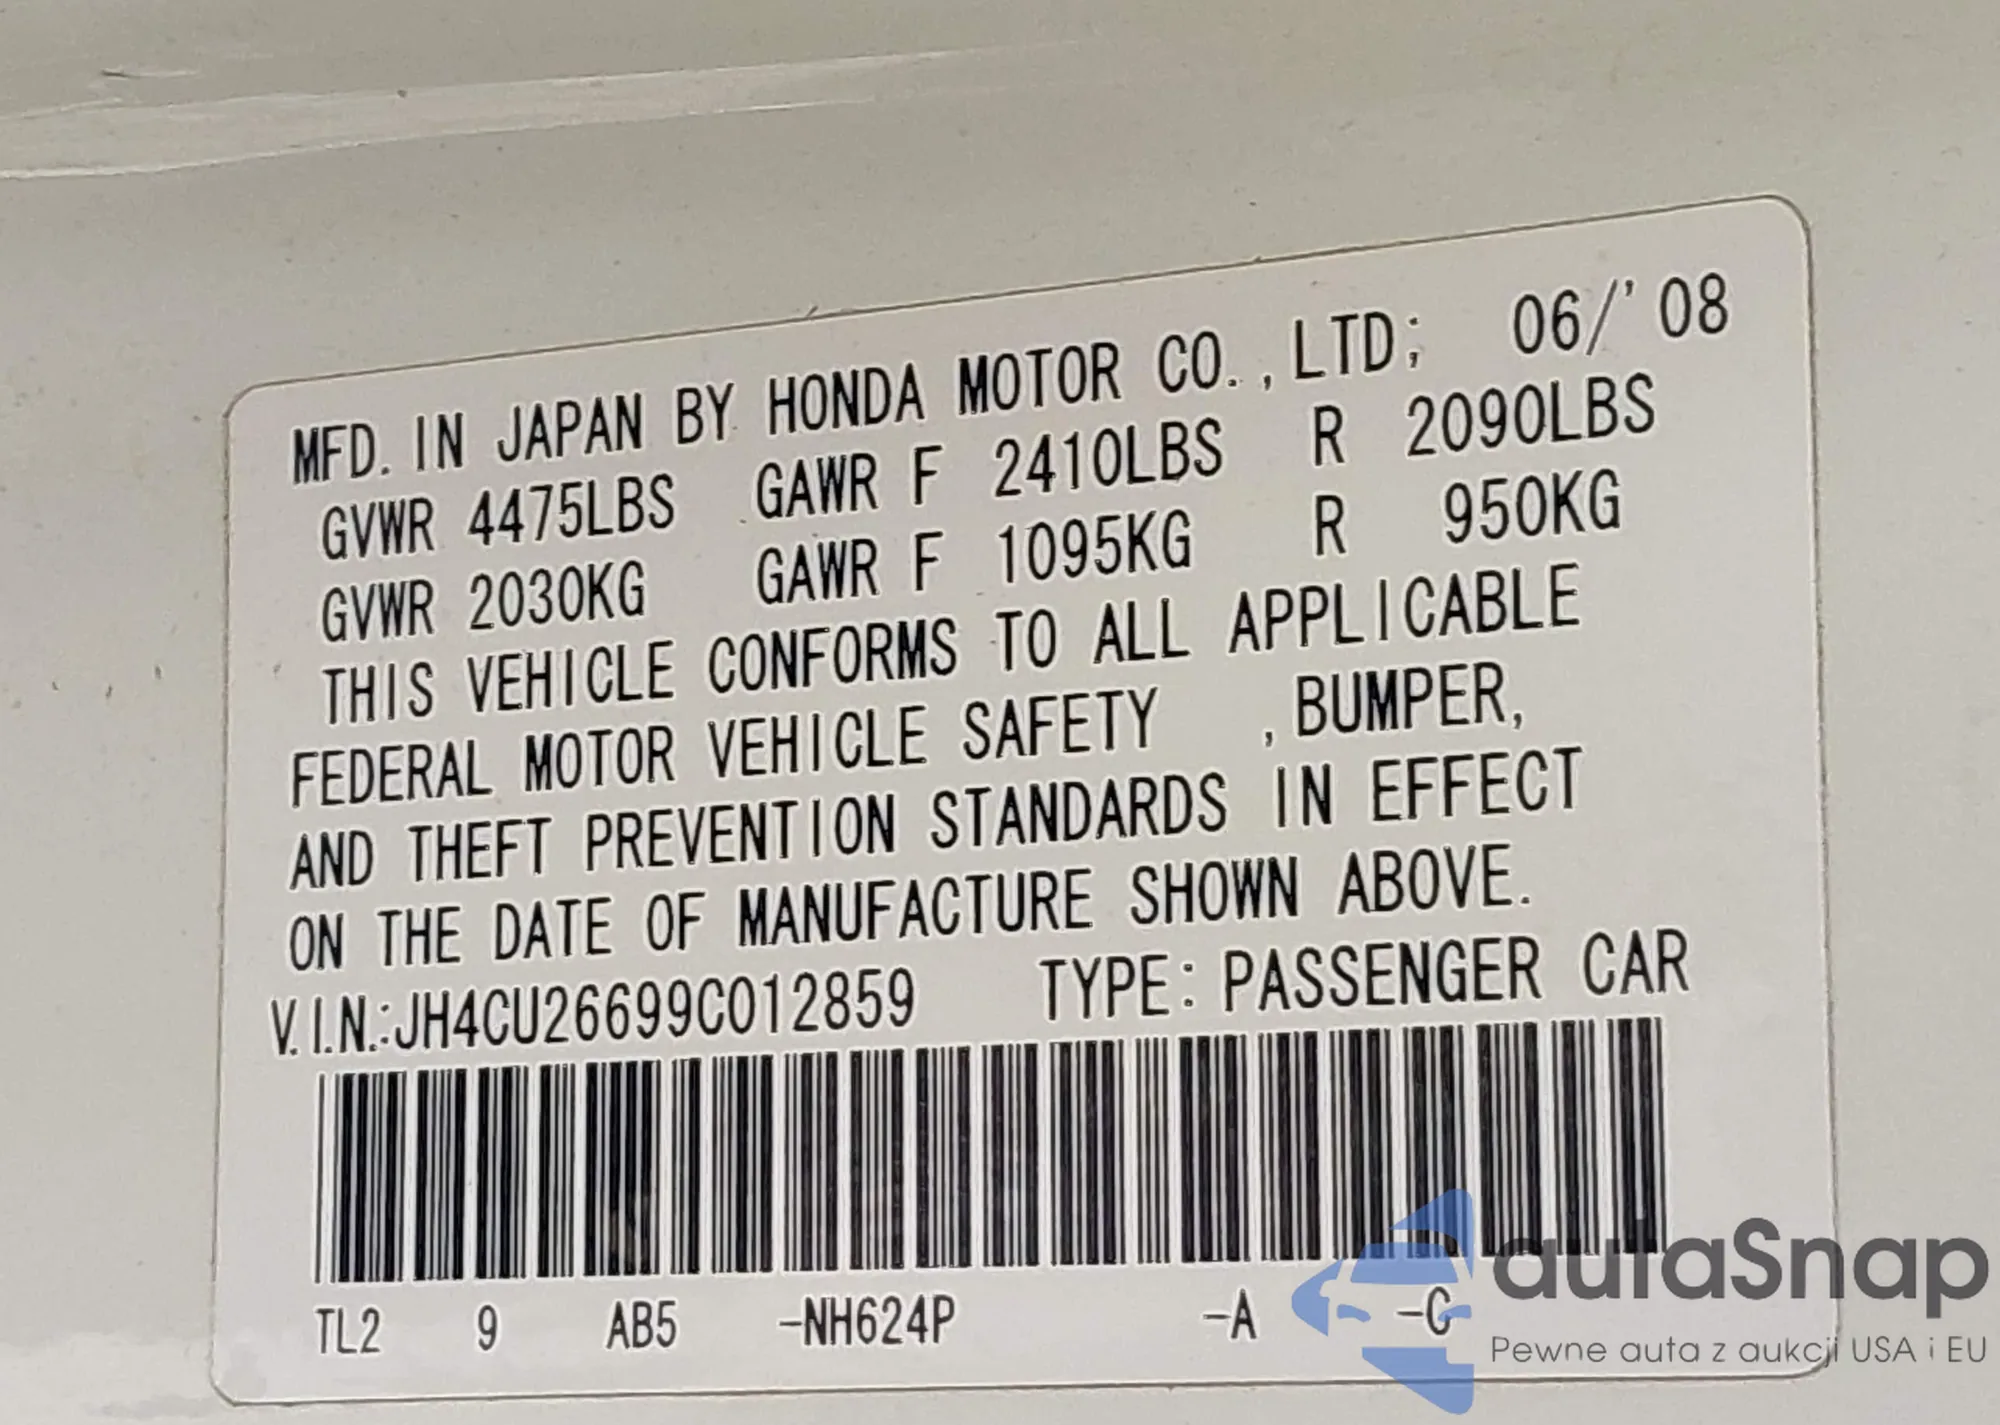 MFD. IN JAPAN BY HONDA MOTOR CO., LTD; 06/'08
GVWR 4475LBS GAWR F 2410LBS R 2090LBS
GVWR 2030KG GAWR F 1095KG R 950KG
THIS VEHICLE CONFORMS TO ALL APPLICABLE
FEDERAL MOTOR VEHICLE SAFETY , BUMPER,
AND THEFT PREVENTION STANDARDS IN EFFECT
ON THE DATE OF MANUFACTURE SHOWN ABOVE.
V.I.N.:JH4CU26699C012859 TYPE: PASSENGER CAR
TL2 9 AB5 -NH624P -A -C
autaSnap
Pewne auta z aukcji USA i EU